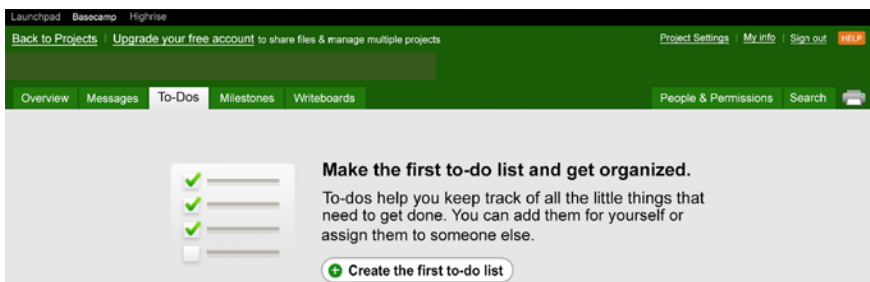 Launchpad Basecamp Highrise
Back to Projects | Upgrade your free account to share files & manage multiple projects Project Settings | My info | Sign out HELP
Overview Messages To-Dos Milestones Writeboards People & Permissions Search
Make the first to-do list and get organized.
To-dos help you keep track of all the little things that
need to get done. You can add them for yourself or
assign them to someone else.
Create the first to-do list